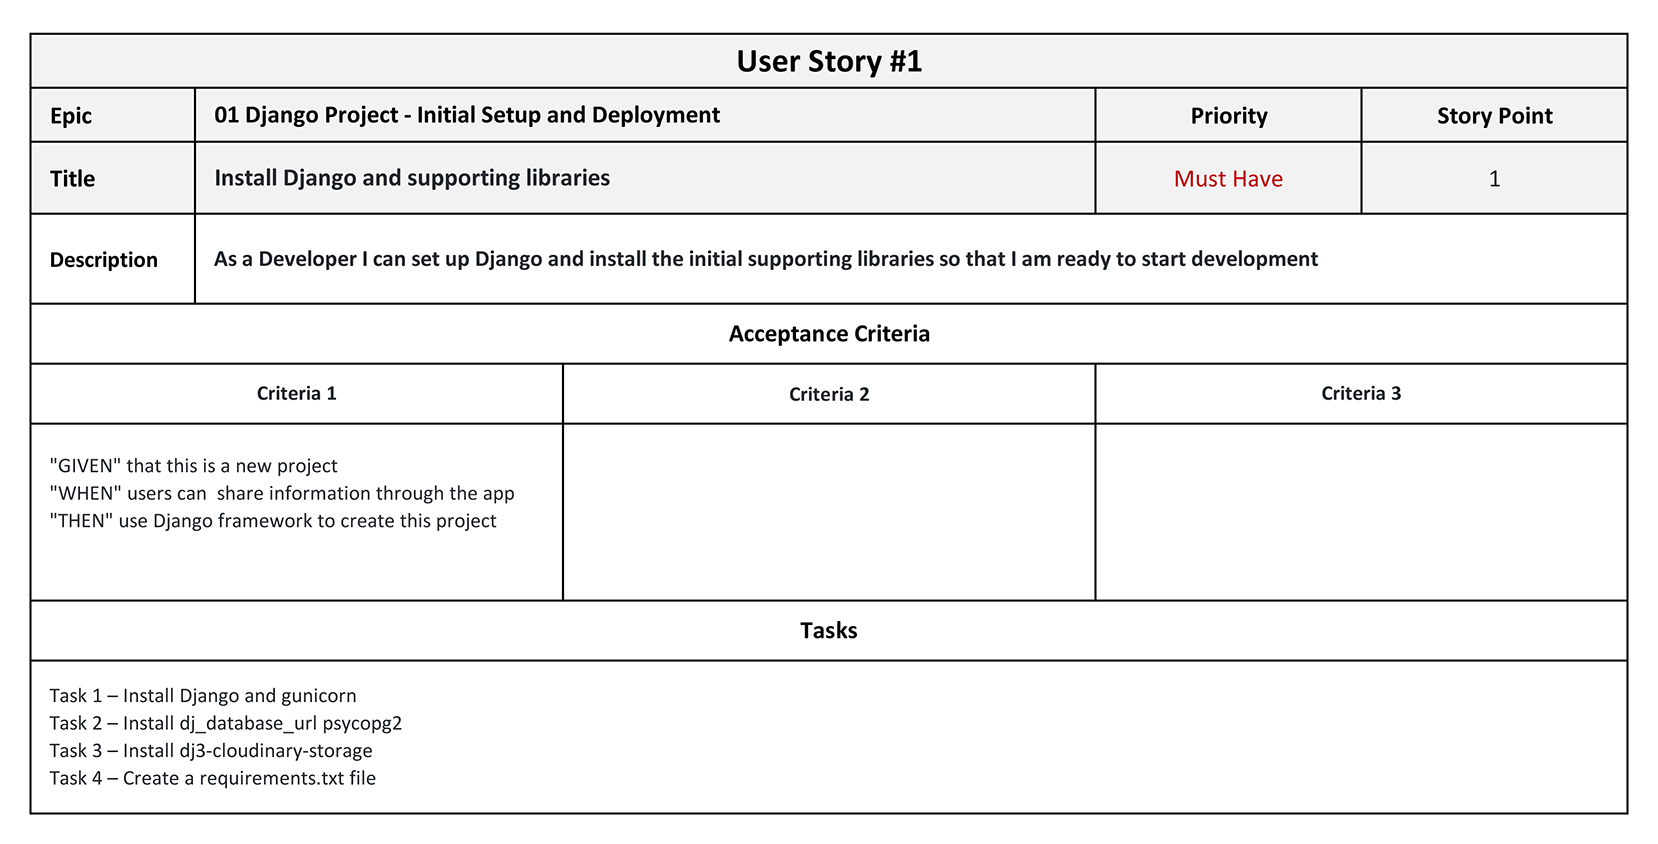 User Story #1
Epic
01 Django Project - Initial Setup and Deployment
Priority
Story Point
Title
Install Django and supporting libraries
Must Have
1
Description
As a Developer I can set up Django and install the initial supporting libraries so that I am ready to start development
Acceptance Criteria
Criteria 1
Criteria 2
Criteria 3
"GIVEN" that this is a new project
"WHEN" users can  share information through the app
"THEN" use Django framework to create this project
Tasks
Task 1 – Install Django and gunicorn
Task 2 – Install dj_database_url psycopg2
Task 3 – Install dj3-cloudinary-storage
Task 4 – Create a requirements.txt file